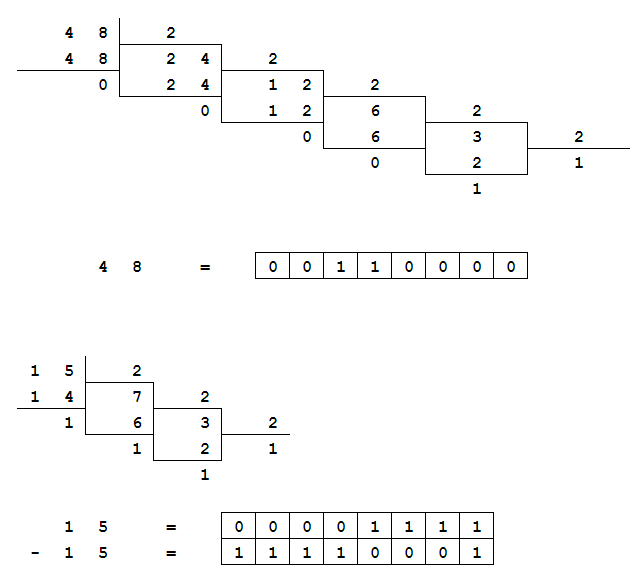 4 8 2
4 8 2 4 2
0 2 4 1 2 2
0 1 2 6 2
0 6 3 2
0 2 1
1
4 8 = 0 0 1 1 0 0 0 0
1 5 2
1 4 7 2
1 6 3 2
1 2 1
1
1 5 = 0 0 0 0 1 1 1 1
- 1 5 = 1 1 1 1 0 0 0 1